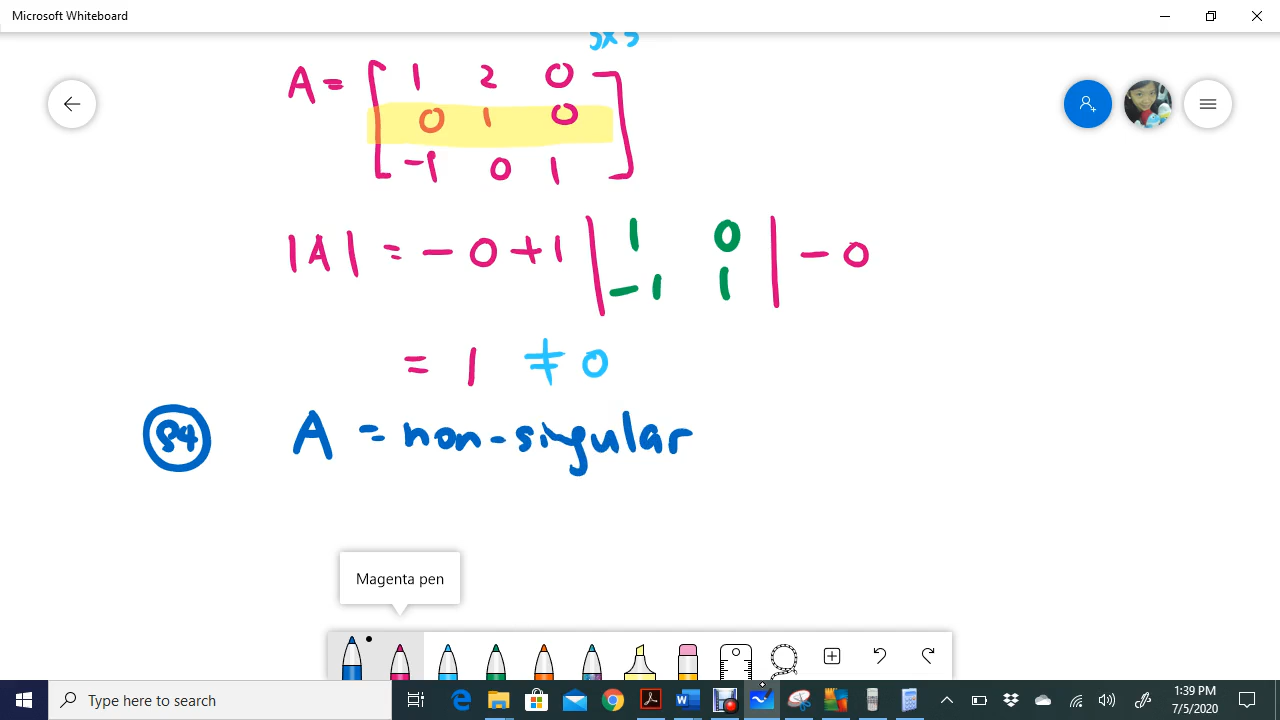 Microsoft Whiteboard
3x3
A = [ 1 2 0
0 1 0
-1 0 1 ]
|A| = - 0 + 1 | 1 0 | - 0
-1 1
= 1 ≠ 0
S4 A = non-singular
Magenta pen
Type here to search
1:39 PM
7/5/2020